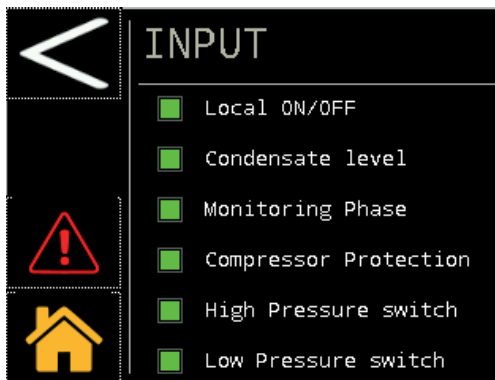 INPUT
Local ON/OFF
Condensate level
Monitoring Phase
Compressor Protection
High Pressure switch
Low Pressure switch